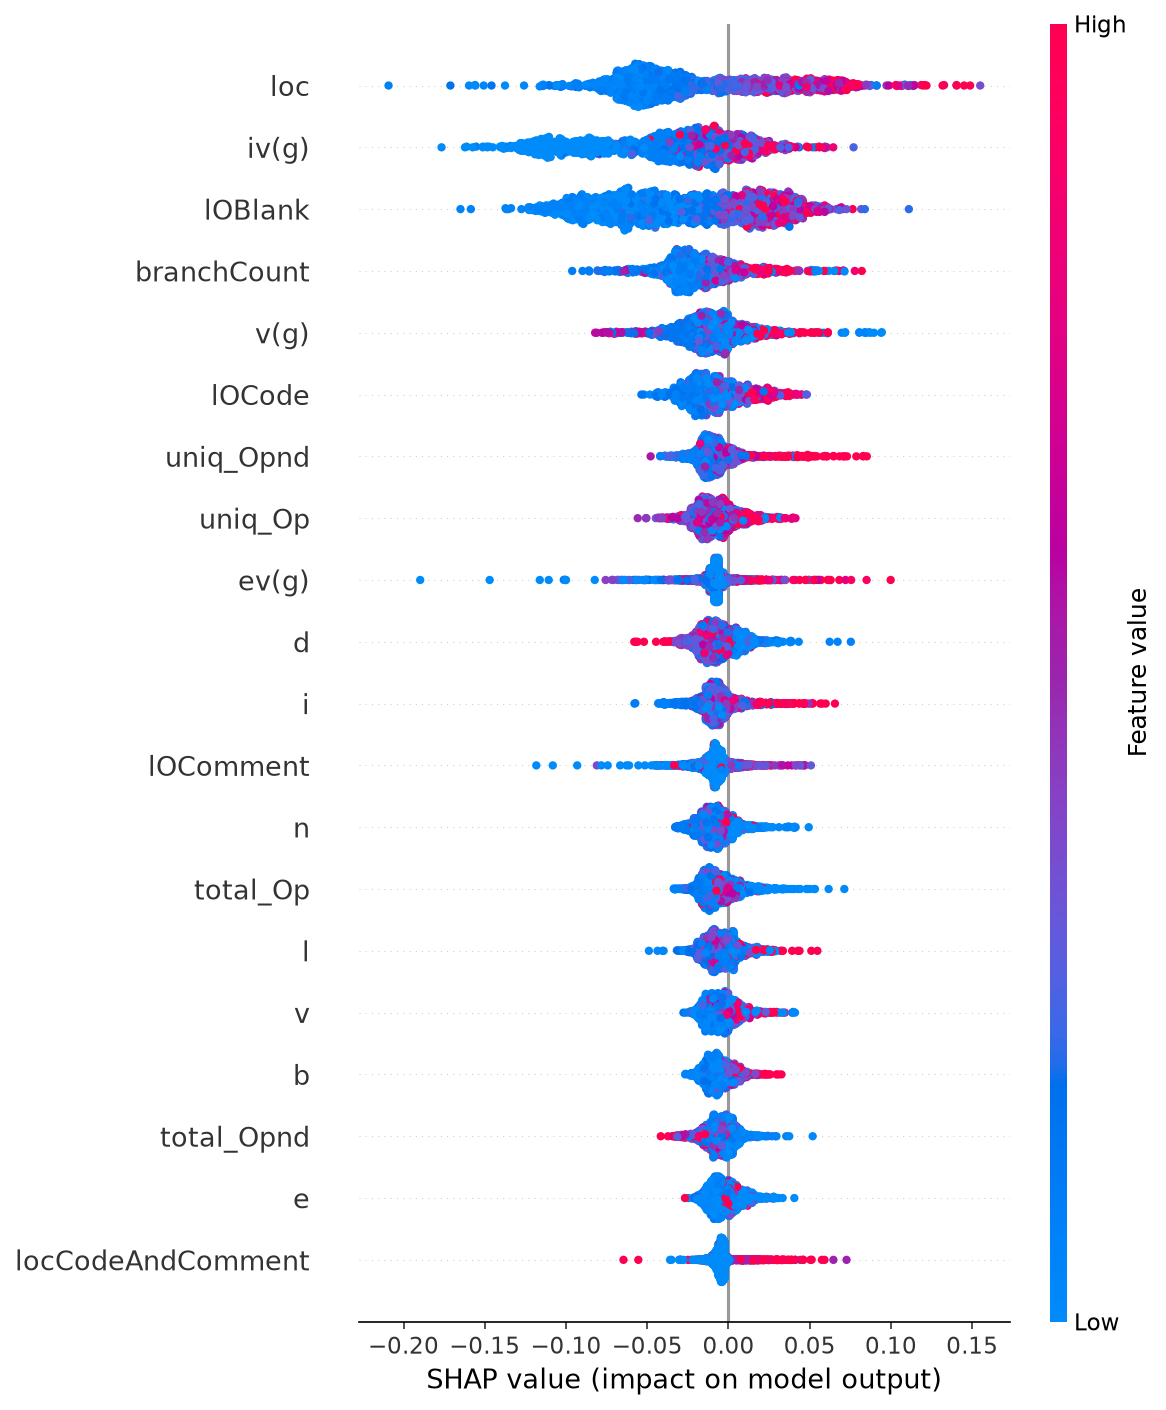 High
loc
iv(g)
lOBlank
branchCount
v(g)
lOCode
uniq_Opnd
uniq_Op
ev(g)
d
i
lOComment
n
total_Op
l
v
b
total_Opnd
e
locCodeAndComment
Feature value
Low
−0.20 −0.15 −0.10 −0.05 0.00 0.05 0.10 0.15
SHAP value (impact on model output)